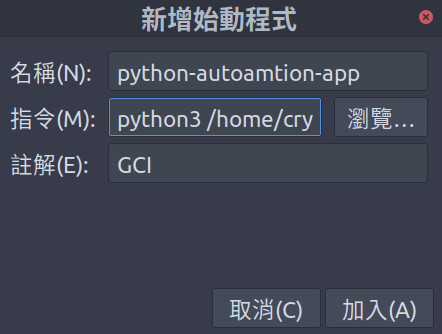 新增始動程式
名稱(N): python-autoamtion-app
指令(M): python3 /home/cry 瀏覽...
註解(E): GCI
取消(C) 加入(A)